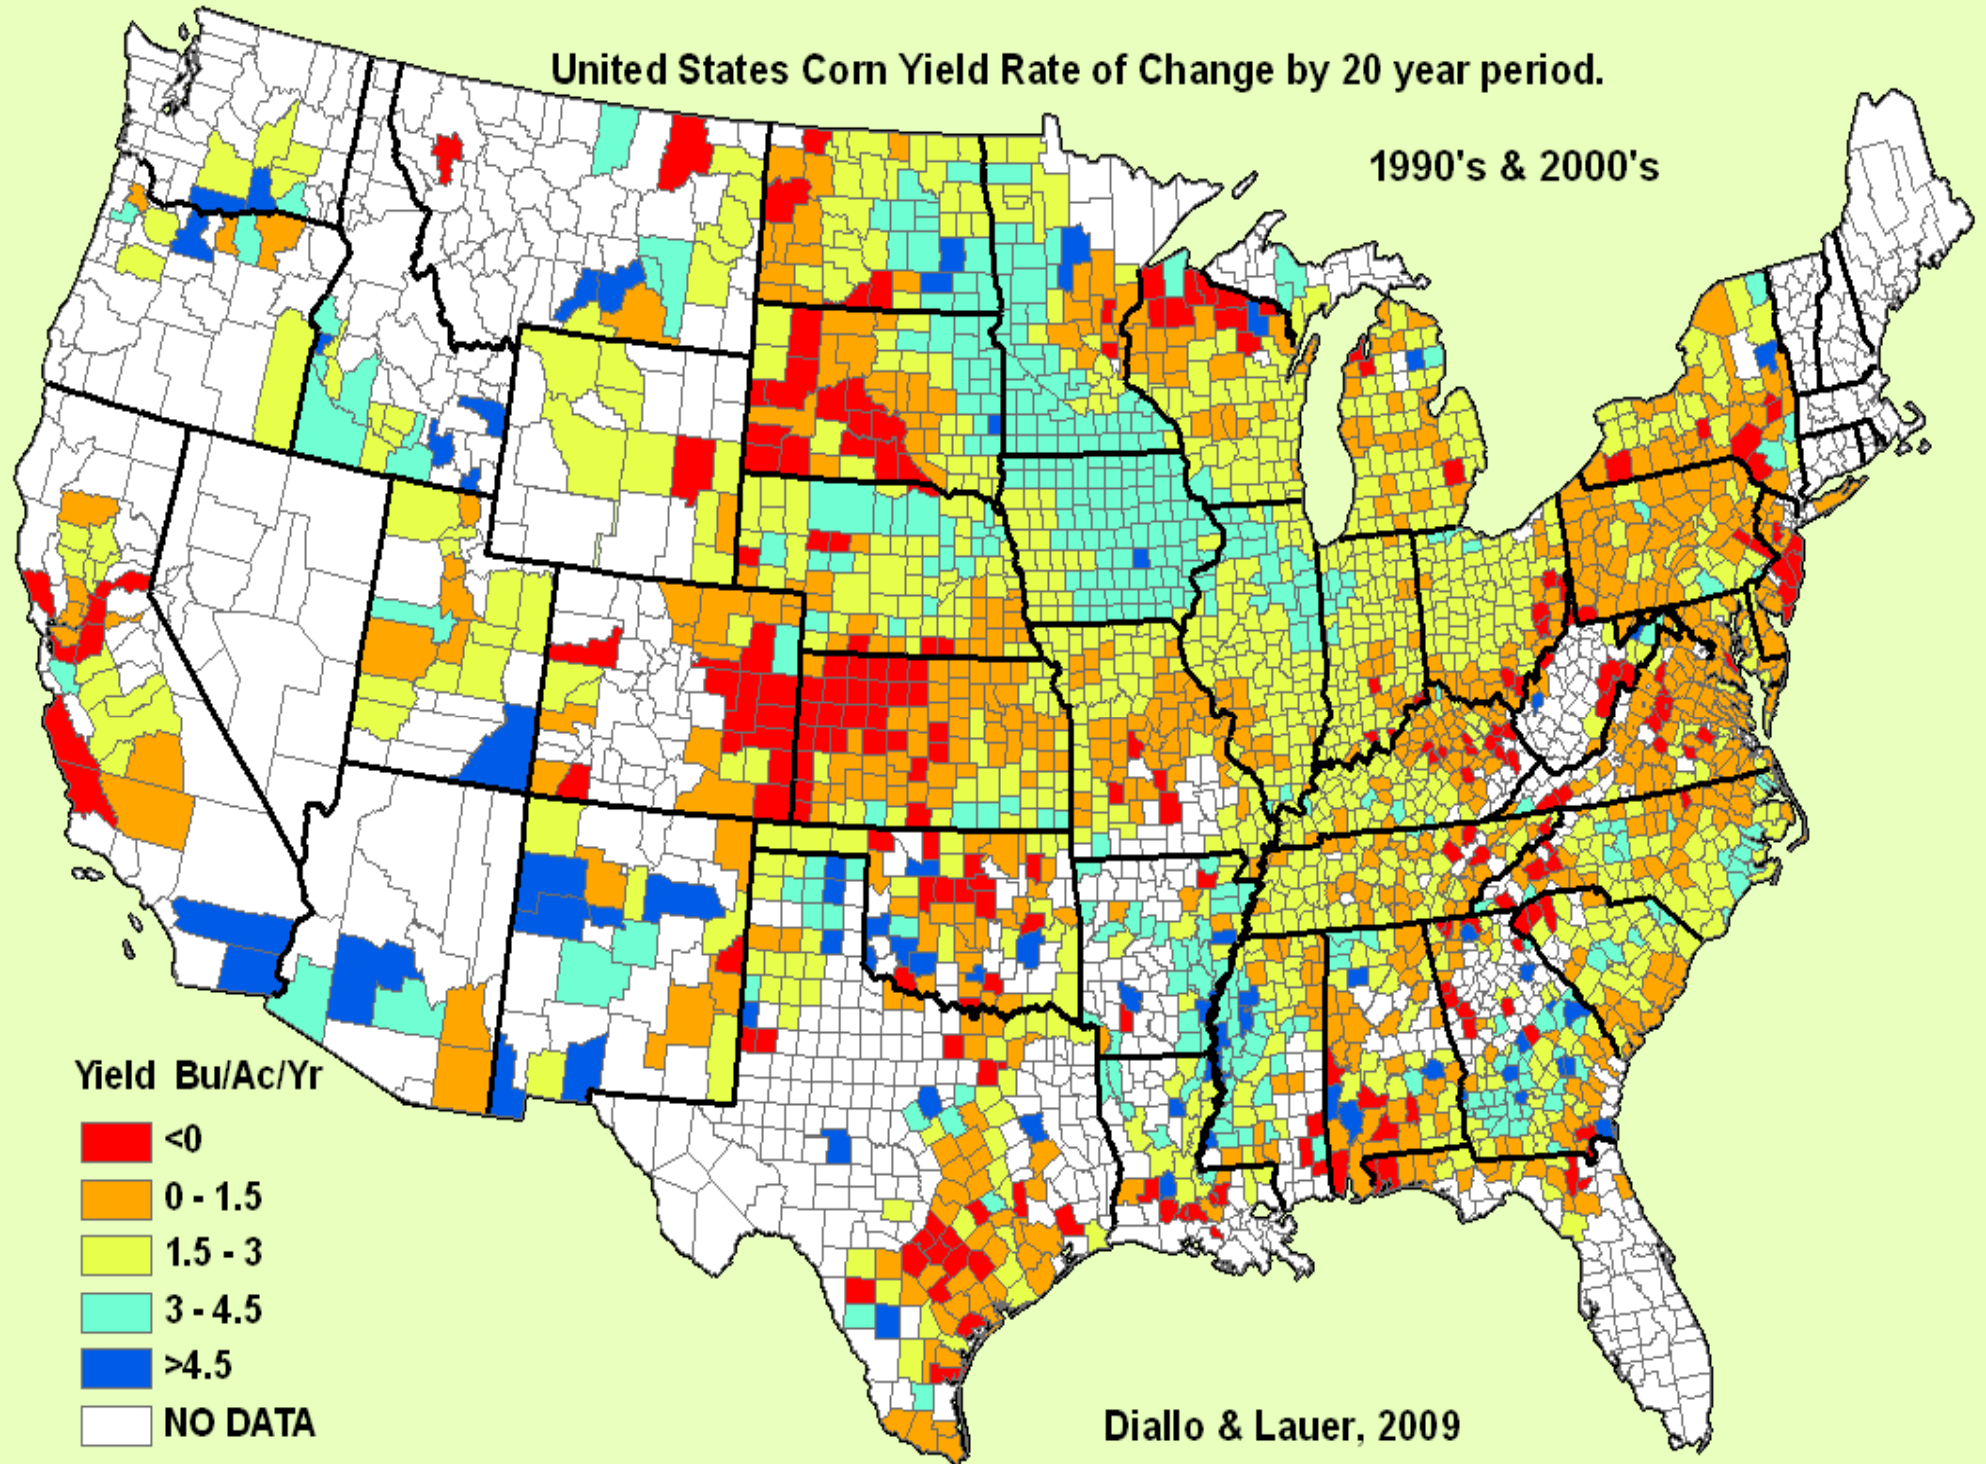 United States Corn Yield Rate of Change by 20 year period.
1990's & 2000's
Yield Bu/Ac/Yr
<0
0 - 1.5
1.5 - 3
3 - 4.5
>4.5
NO DATA
Diallo & Lauer, 2009